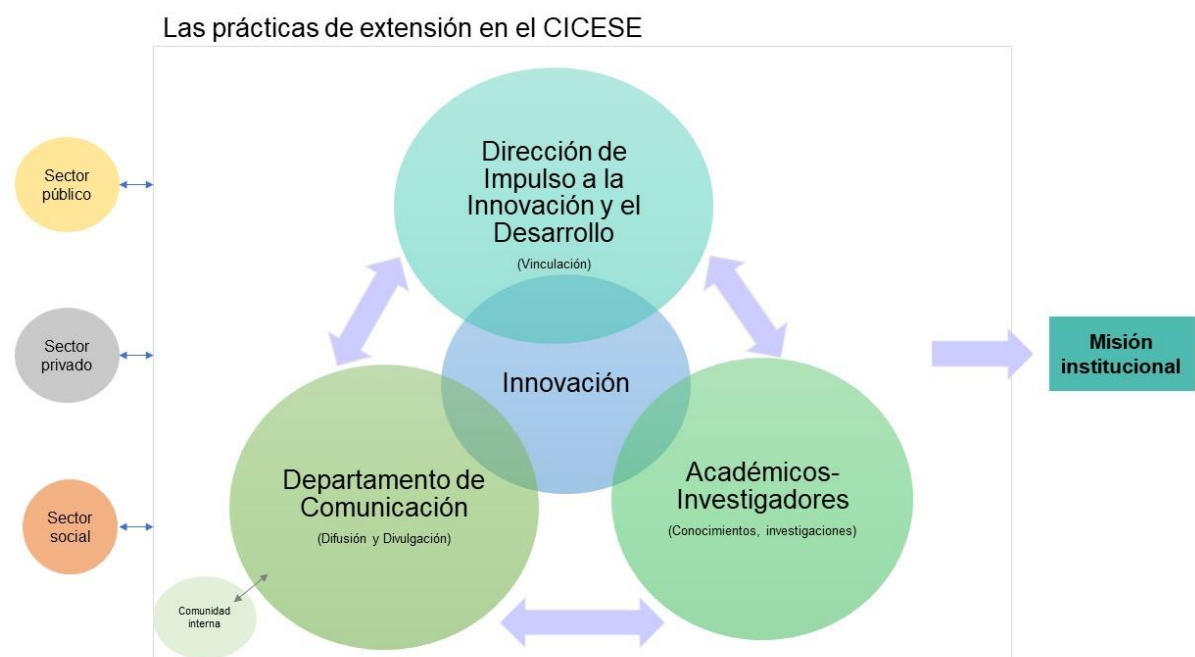 Las prácticas de extensión en el CICESE
Sector
público
Sector
privado
Sector
social
Dirección de
Impulso a la
Innovación y el
Desarrollo
(Vinculación)
Innovación
Departamento de
Comunicación
(Difusión y Divulgación)
Académicos-
Investigadores
(Conocimientos, investigaciones)
Comunidad
interna
Misión
institucional